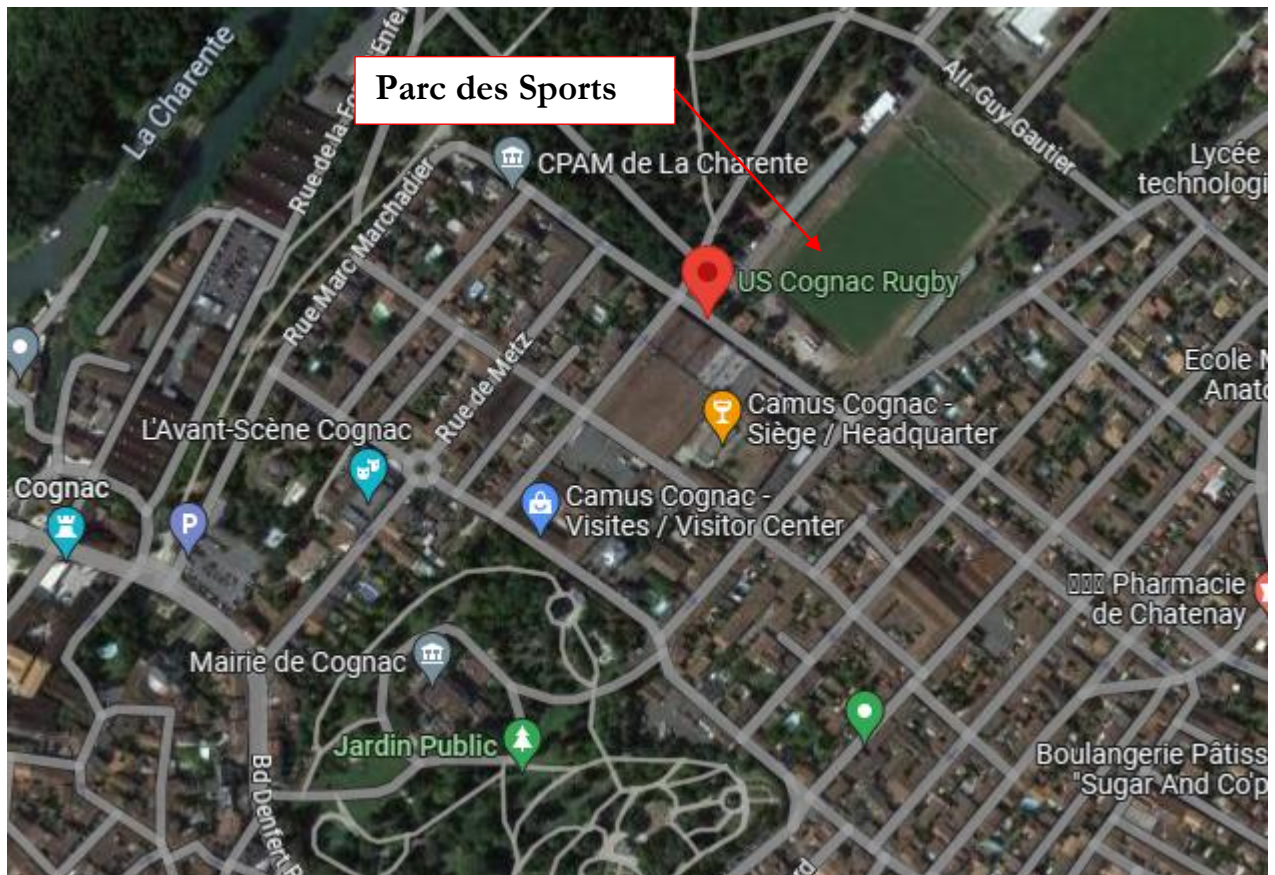 La Charente
Rue de la
Parc des Sports
All. Guy Gautier
CPAM de La Charente
Lycée
technologi
Rue Marc Marchadier
US Cognac Rugby
Rue de Metz
Ecole
Anato
Camus Cognac -
Siège / Headquarter
L'Avant-Scène Cognac
Cognac
P
Camus Cognac -
Visites / Visitor Center
Pharmacie
de Chatenay
Mairie de Cognac
Jardin Public
Bd Denfert
Boulangerie Pâtiss
"Sugar And Co'p